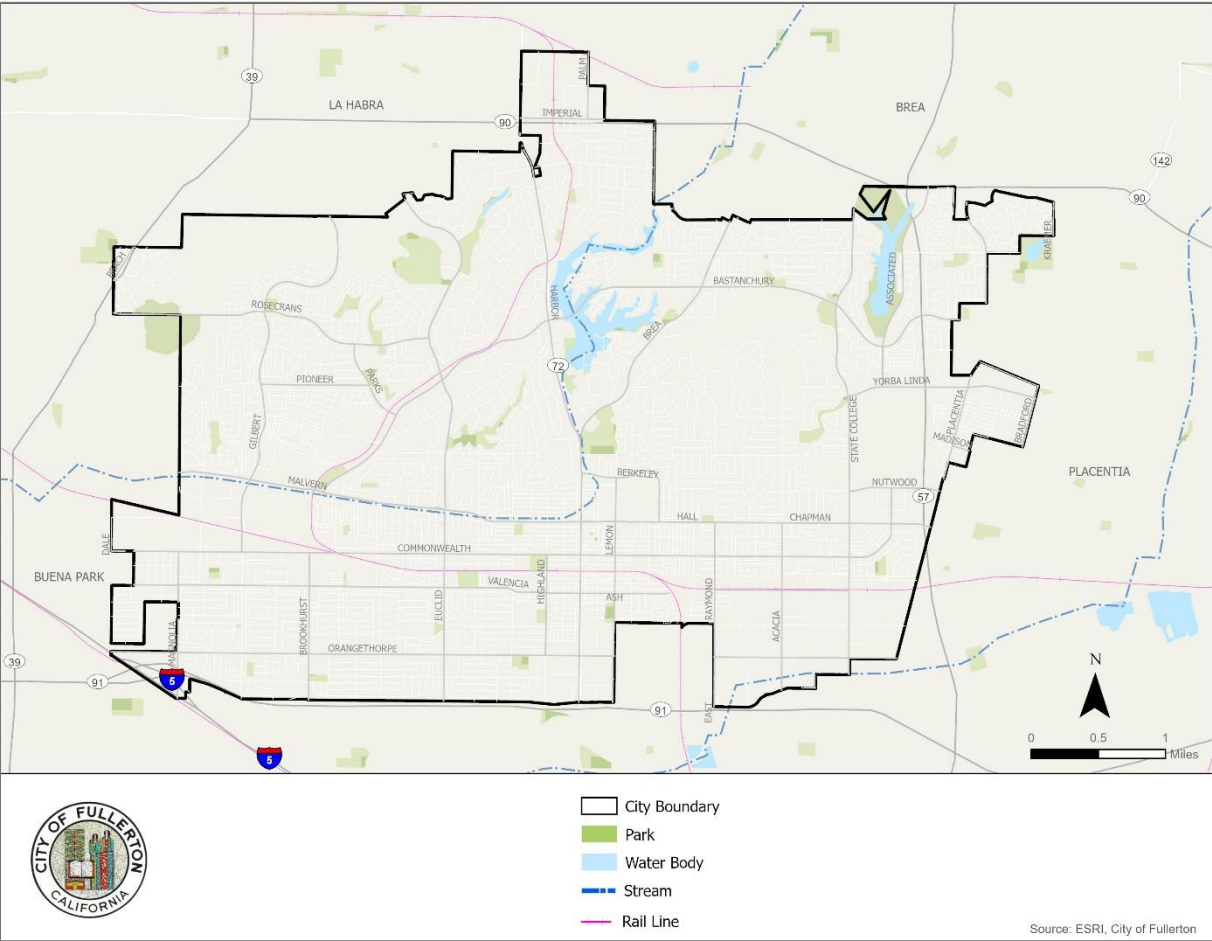 PALM
39
LA HABRA
IMPERIAL
90
BREA
142
90
BEACH
KRAEMER
ASSOCIATED
BASTANCHURY
ROSECRANS
HARBOR
BREA
72
PIONEER
PARKS
YORBA LINDA
GILBERT
STATE COLLEGE
PLACENTIA
BRADFORD
MADISON
PLACENTIA
BERKELEY
MALVERN
NUTWOOD
57
HALL
CHAPMAN
LEMON
DALE
COMMONWEALTH
BUENA PARK
VALENCIA
HIGHLAND
ASH
RAYMOND
EUCLID
BROOKHURST
ACACIA
MAGNOLIA
ORANGETHORPE
39
91
5
91
EAST
5
N
0 0.5 1
Miles
CITY OF FULLERTON
CALIFORNIA
City Boundary
Park
Water Body
Stream
Rail Line
Source: ESRI, City of Fullerton